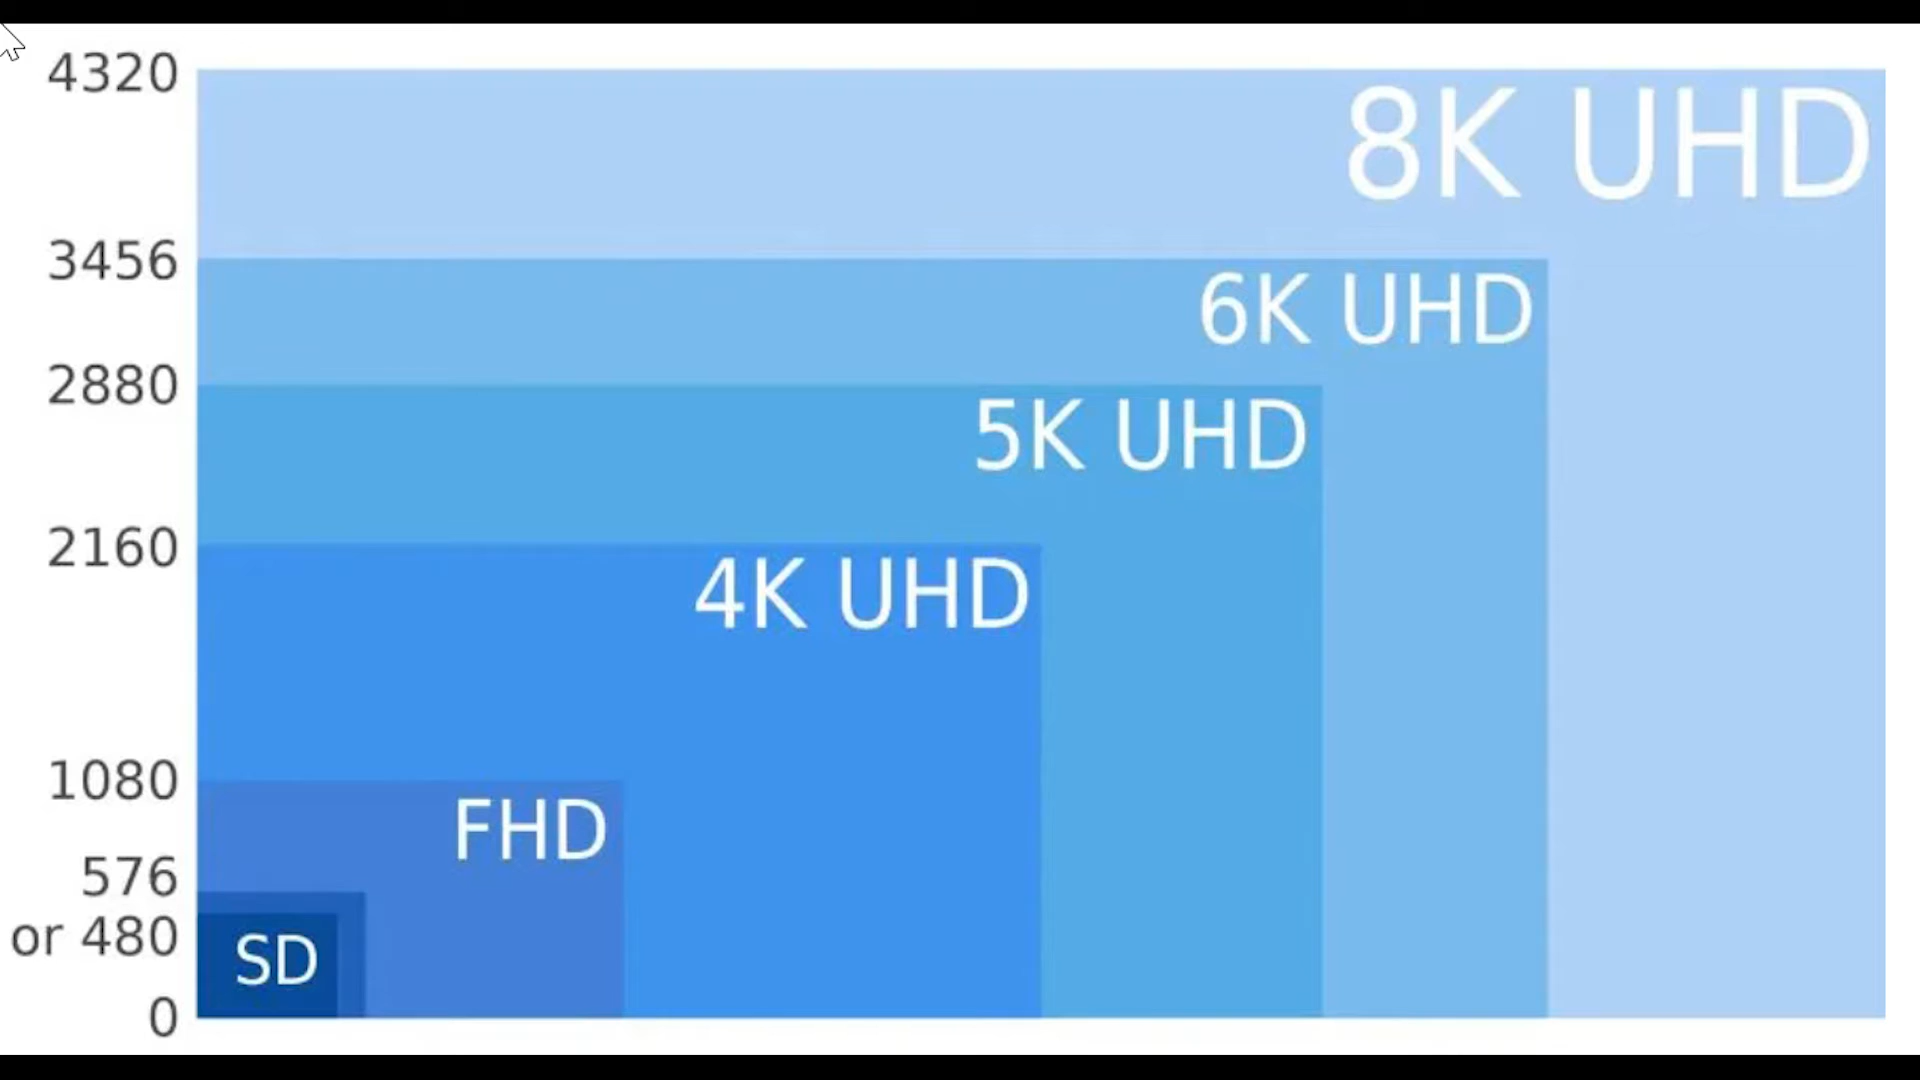 4320
8K UHD
3456
6K UHD
2880
5K UHD
2160
4K UHD
1080
FHD
576
or 480
SD
0